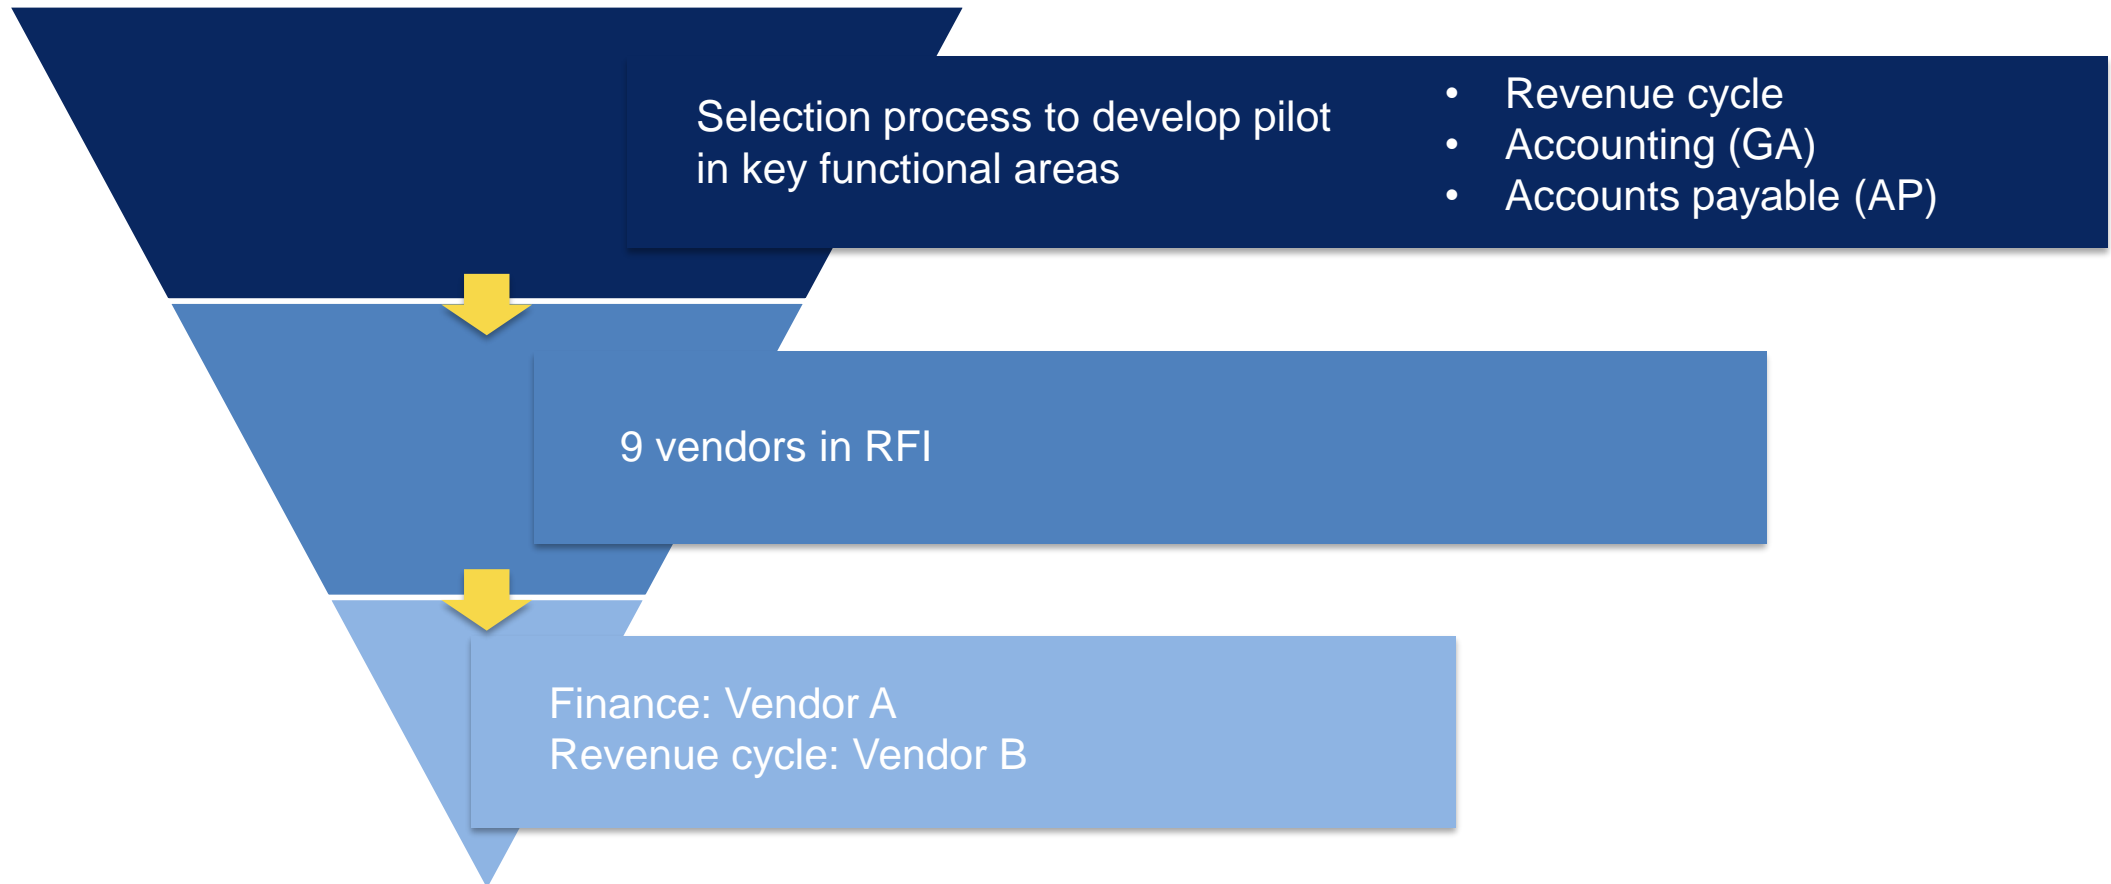 Selection process to develop pilot
in key functional areas
• Revenue cycle
• Accounting (GA)
• Accounts payable (AP)
9 vendors in RFI
Finance: Vendor A
Revenue cycle: Vendor B